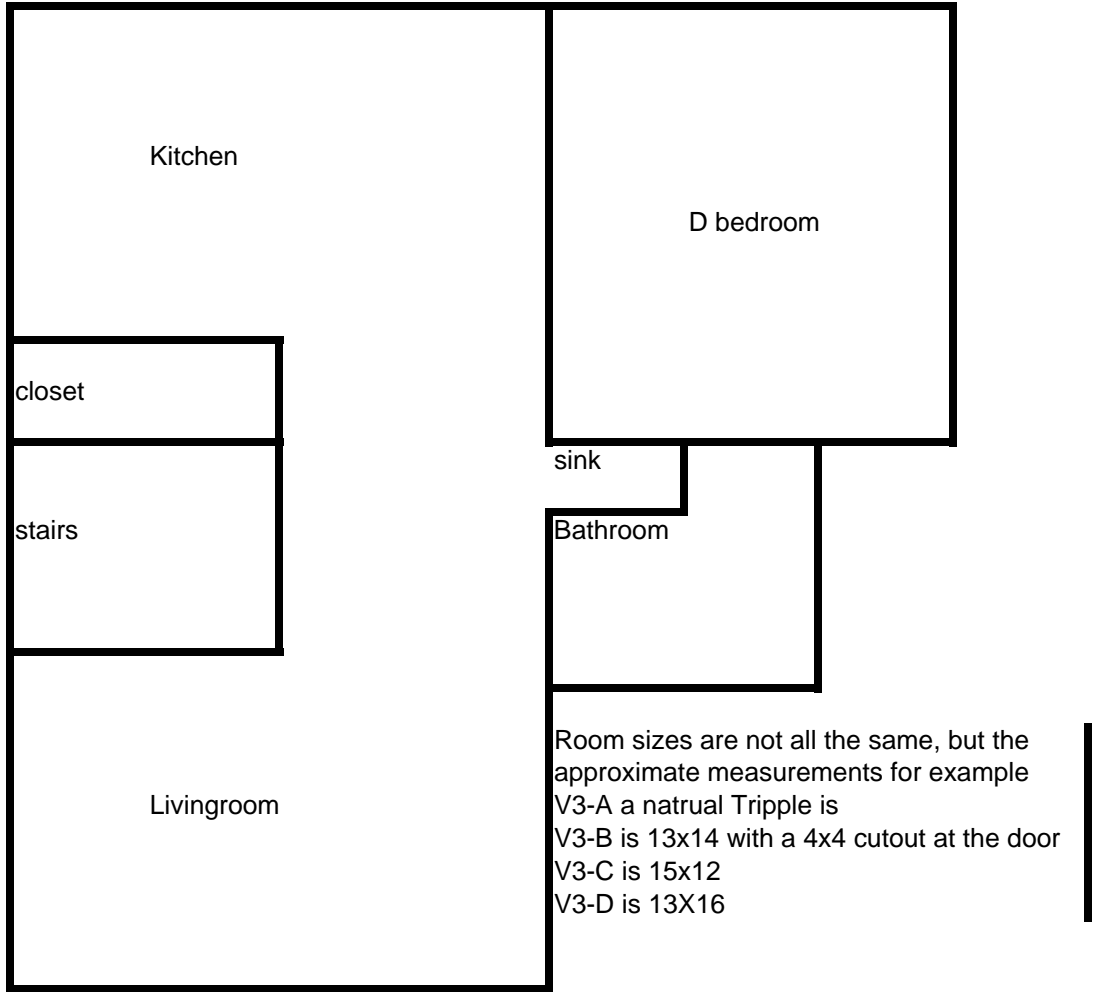 Kitchen
D bedroom
closet
sink
stairs
Bathroom
Room sizes are not all the same, but the
approximate measurements for example
V3-A a natrual Tripple is
V3-B is 13x14 with a 4x4 cutout at the door
V3-C is 15x12
V3-D is 13X16
Livingroom